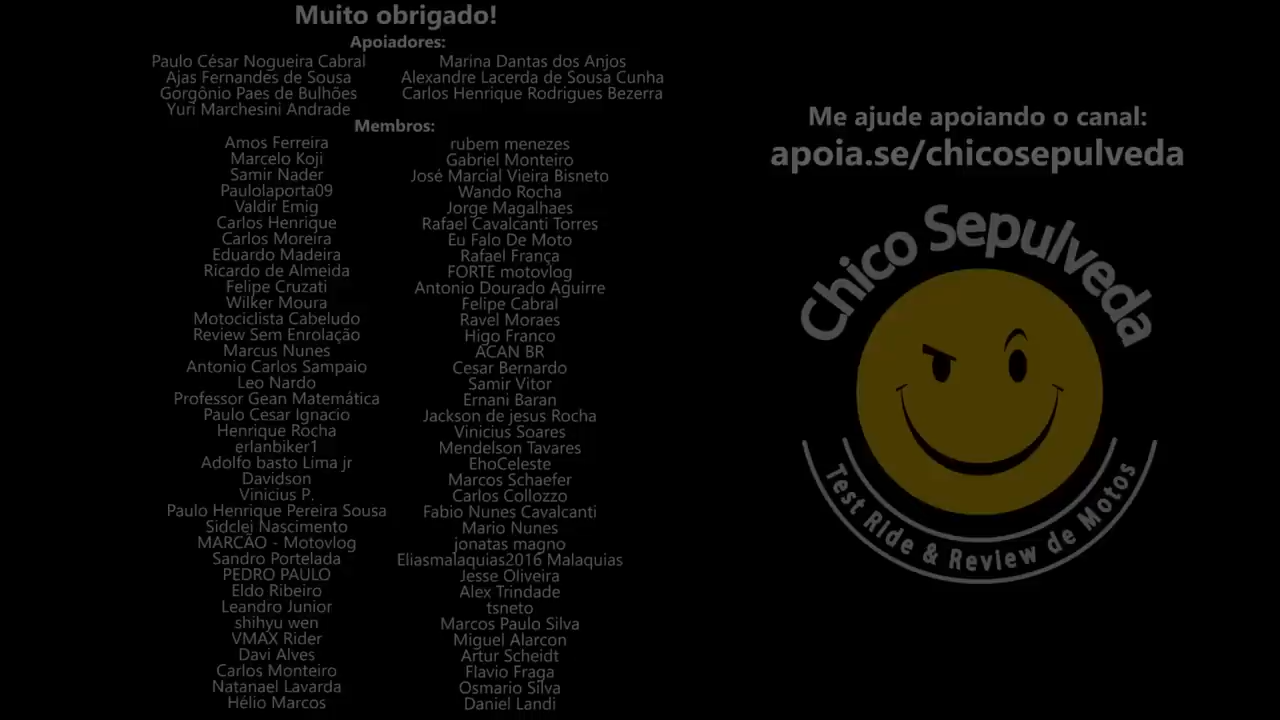 Muito obrigado!
Apoiadores:
Paulo César Nogueira Cabral
Ajas Fernandes de Sousa
Gorgônio Paes de Bulhões
Yuri Marchesini Andrade
Marina Dantas dos Anjos
Alexandre Lacerda de Sousa Cunha
Carlos Henrique Rodrigues Bezerra
Membros:
Amos Ferreira
Marcelo Koji
Samir Nader
Paulolaporta09
Valdir Emig
Carlos Henrique
Carlos Moreira
Eduardo Madeira
Ricardo de Almeida
Felipe Cruzati
Wilker Moura
Motociclista Cabeludo
Review Sem Enrolação
Marcus Nunes
Antonio Carlos Sampaio
Leo Nardo
Professor Gean Matemática
Paulo Cesar Ignacio
Henrique Rocha
erlanbiker1
Adolfo basto Lima jr
Davidson
Vinicius P.
Paulo Henrique Pereira Sousa
Sidclei Nascimento
MARCÃO - Motovlog
Sandro Portelada
PEDRO PAULO
Eldo Ribeiro
Leandro Junior
shihyu wen
VMAX Rider
Davi Alves
Carlos Monteiro
Natanael Lavarda
Hélio Marcos
rubem menezes
Gabriel Monteiro
José Marcial Vieira Bisneto
Wando Rocha
Jorge Magalhaes
Rafael Cavalcanti Torres
Eu Falo De Moto
Rafael França
FORTE motovlog
Antonio Dourado Aguirre
Felipe Cabral
Ravel Moraes
Higo Franco
ACAN BR
Cesar Bernardo
Samir Vitor
Ernani Baran
Jackson de jesus Rocha
Vinicius Soares
Mendelson Tavares
EhoCeleste
Marcos Schaefer
Carlos Collozzo
Fabio Nunes Cavalcanti
Mario Nunes
jonatas magno
Eliasmalaquias2016 Malaquias
Jesse Oliveira
Alex Trindade
tsneto
Marcos Paulo Silva
Miguel Alarcon
Artur Scheidt
Flavio Fraga
Osmario Silva
Daniel Landi
Me ajude apoiando o canal:
apoia.se/chicosepulveda
Chico Sepulveda
Test Ride & Review de Motos